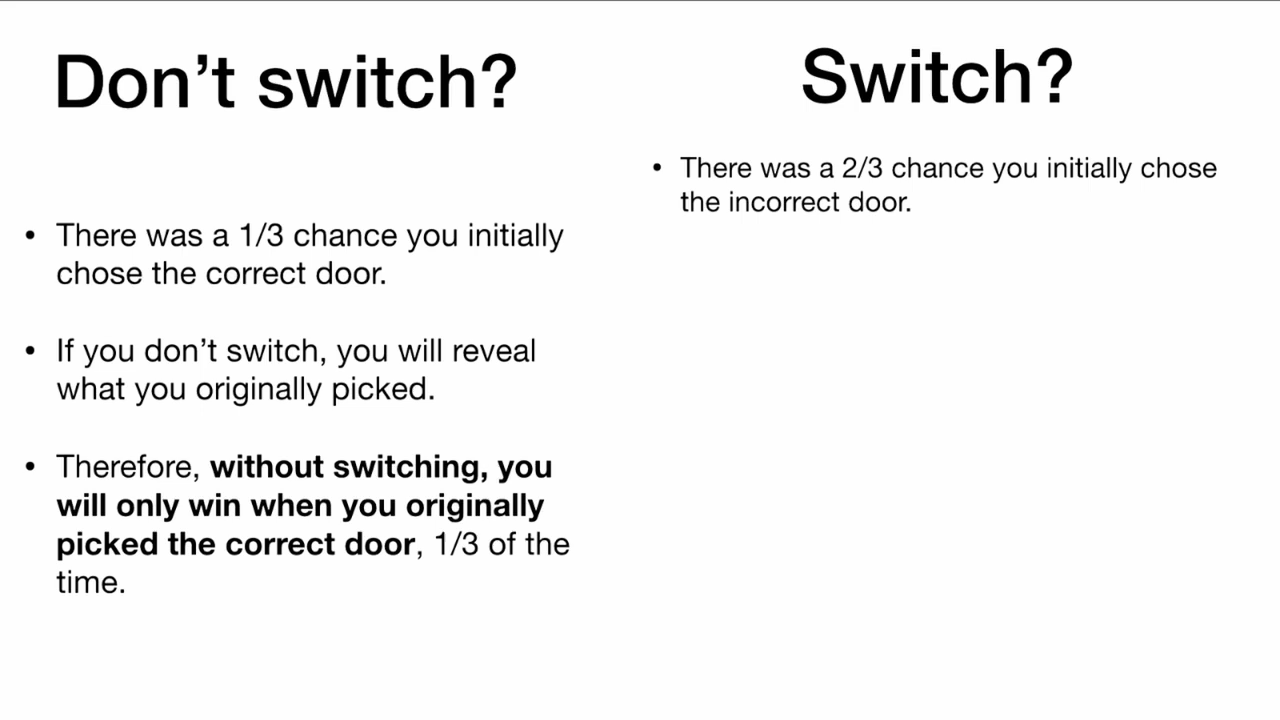 Don’t switch?
• There was a 1/3 chance you initially
chose the correct door.
• If you don’t switch, you will reveal
what you originally picked.
• Therefore, without switching, you
will only win when you originally
picked the correct door, 1/3 of the
time.
Switch?
• There was a 2/3 chance you initially chose
the incorrect door.